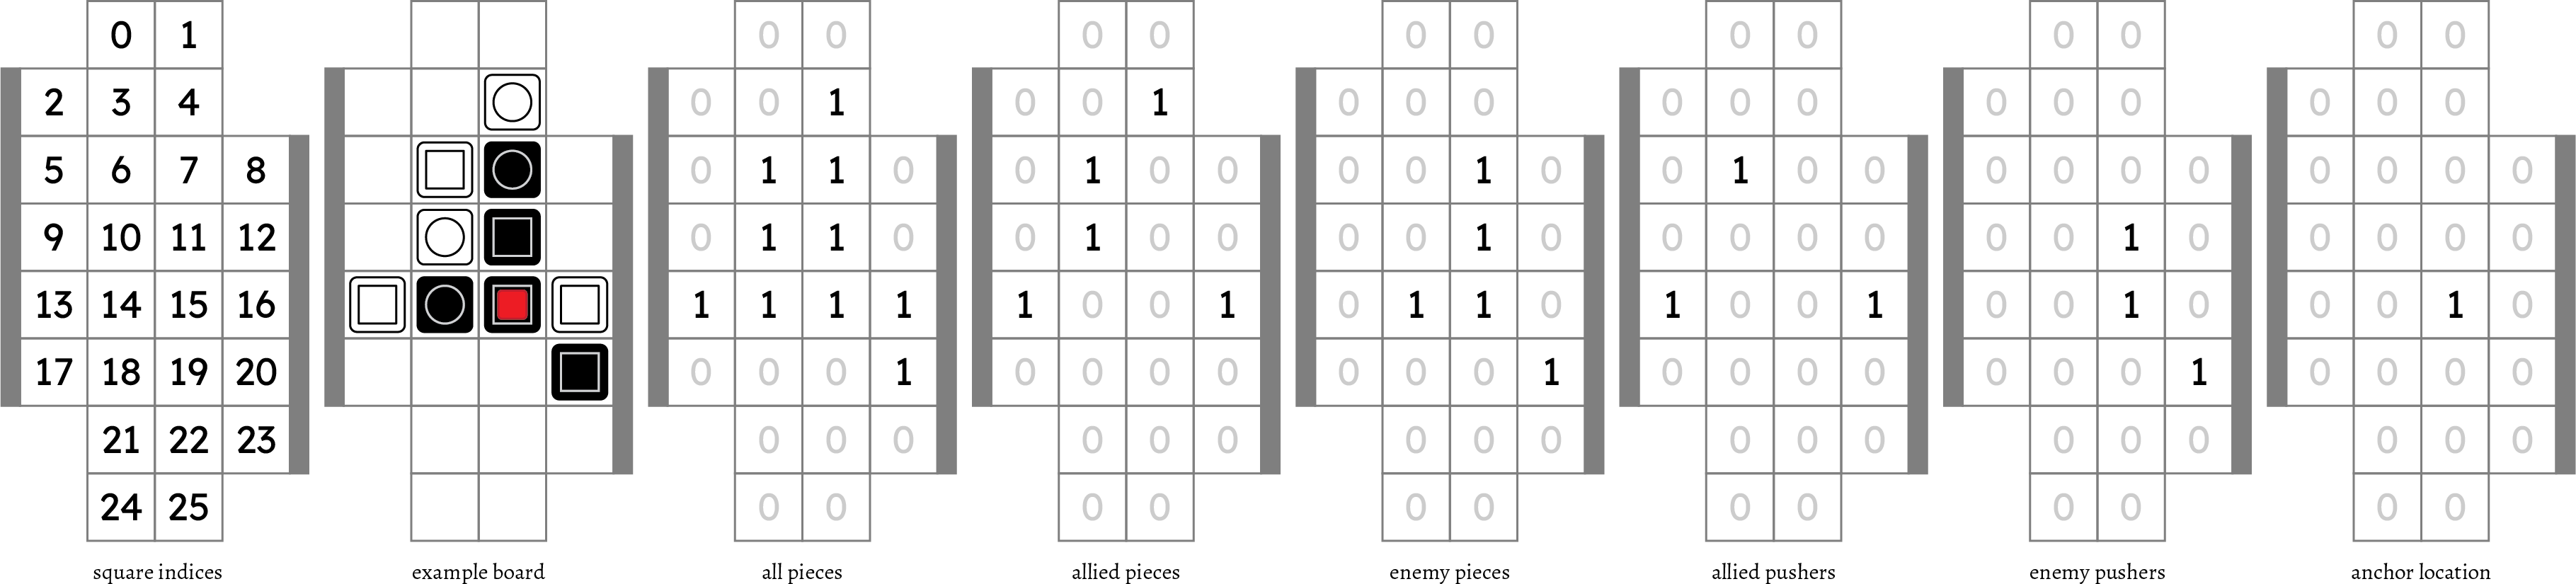 0 1
2 3 4
5 6 7 8
9 10 11 12
13 14 15 16
17 18 19 20
21 22 23
24 25
square indices
example board
0 0
0 0 1
0 1 1 0
0 1 1 0
1 1 1 1
0 0 0 1
0 0 0
0 0
all pieces
0 0
0 0 1
0 1 0 0
0 1 0 0
1 0 0 1
0 0 0 0
0 0 0
0 0
allied pieces
0 0
0 0 0
0 0 1 0
0 0 1 0
0 1 1 0
0 0 0 1
0 0 0
0 0
enemy pieces
0 0
0 0 0
0 1 0 0
0 0 0 0
1 0 0 1
0 0 0 0
0 0 0
0 0
allied pushers
0 0
0 0 0
0 0 0 0
0 0 1 0
0 0 1 0
0 0 0 1
0 0 0
0 0
enemy pushers
0 0
0 0 0
0 0 0 0
0 0 0 0
0 0 1 0
0 0 0 0
0 0 0
0 0
anchor location